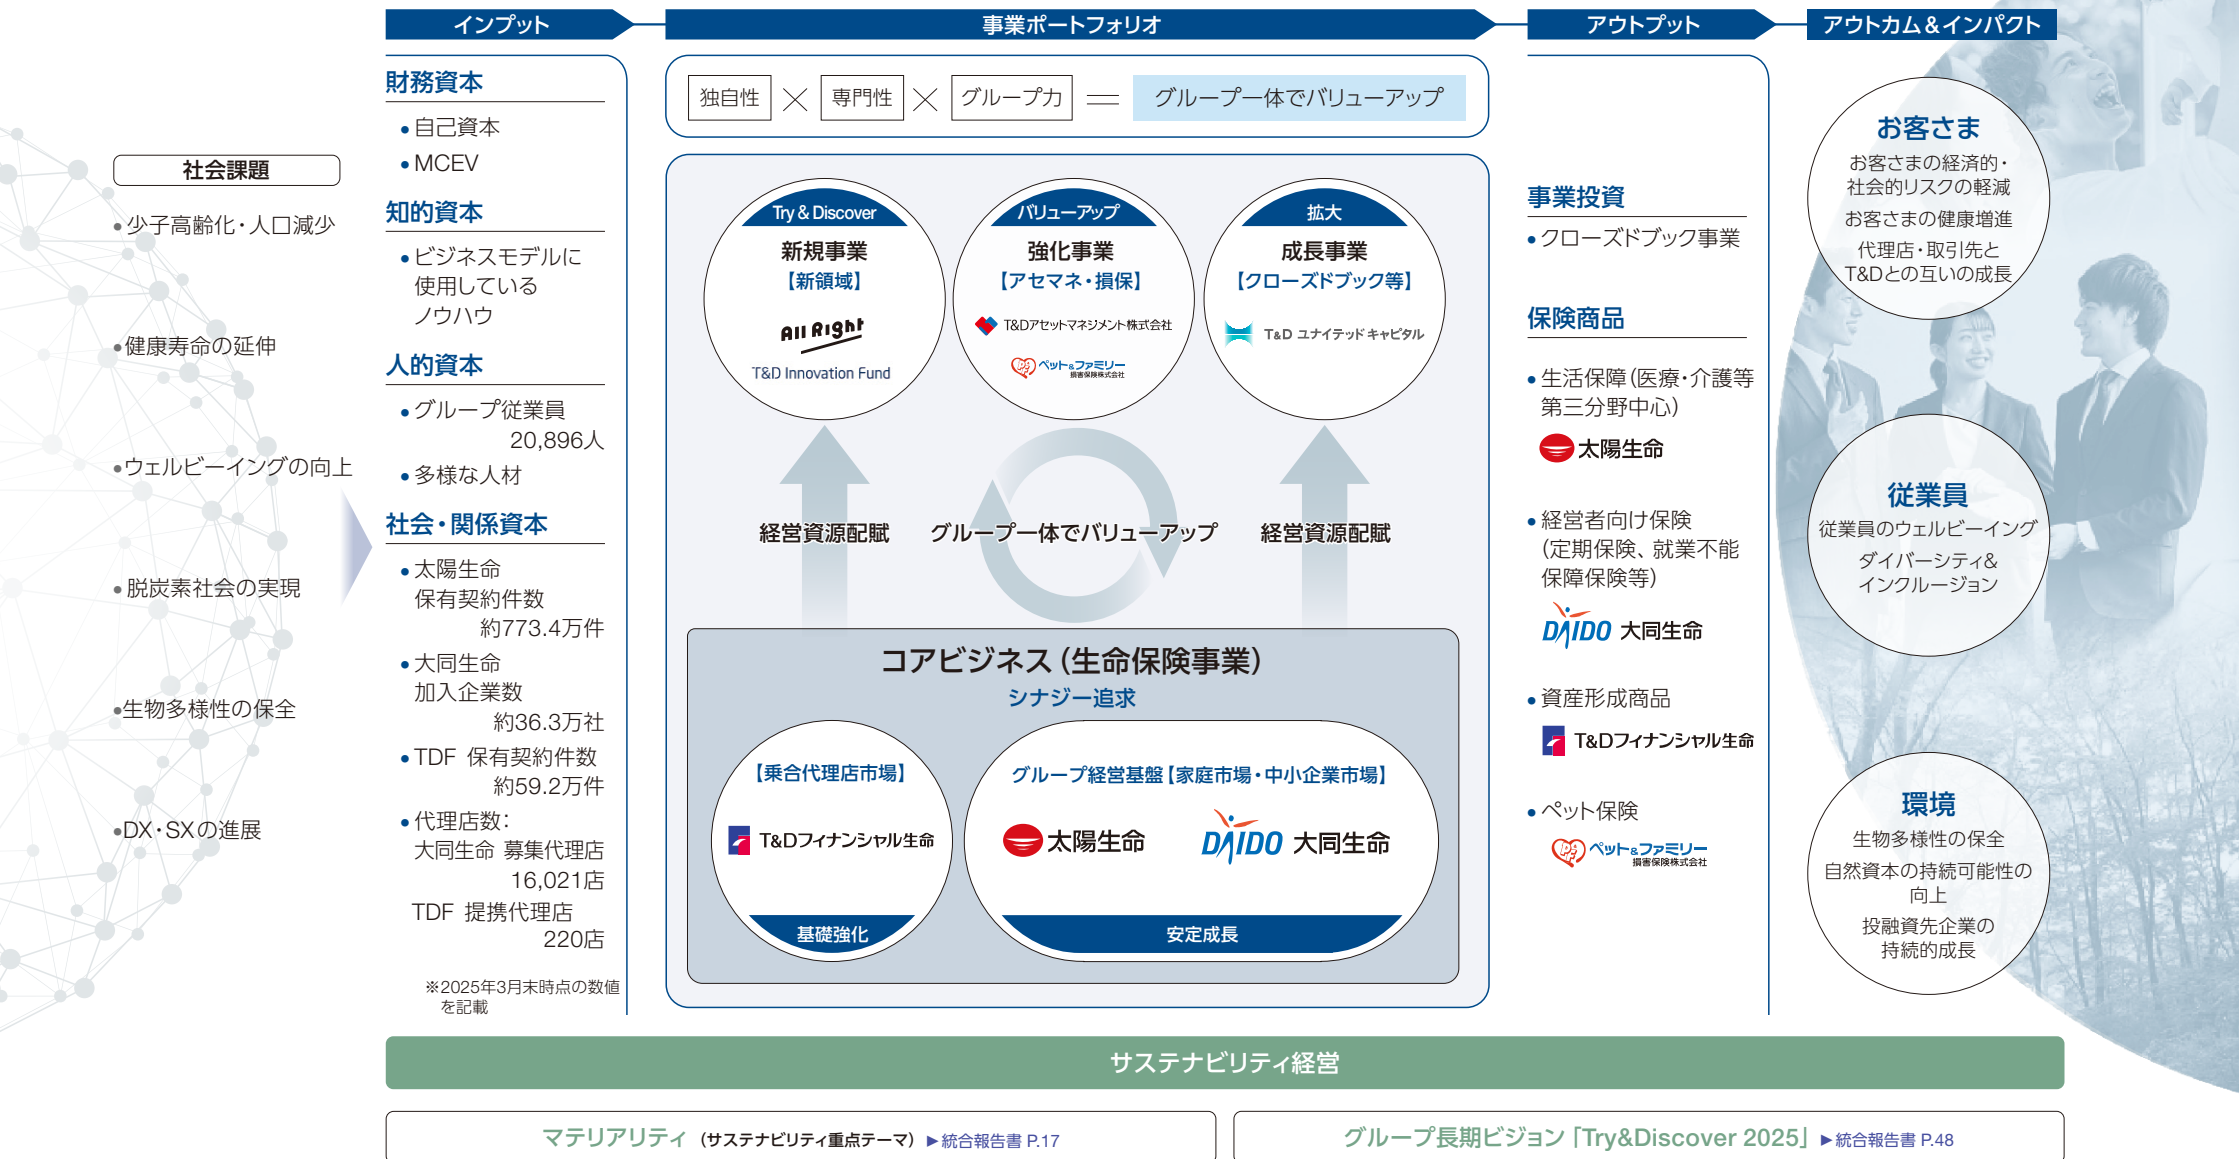 インプット
事業ポートフォリオ
アウトプット
アウトカム＆インパクト
社会課題
•少子高齢化・人口減少
•健康寿命の延伸
•ウェルビーイングの向上
•脱炭素社会の実現
•生物多様性の保全
•DX・SXの進展
財務資本
•自己資本
•MCEV
知的資本
•ビジネスモデルに
使用している
ノウハウ
人的資本
•グループ従業員
20,896人
•多様な人材
社会・関係資本
•太陽生命
保有契約件数
約773.4万件
•大同生命
加入企業数
約36.3万社
•TDF 保有契約件数
約59.2万件
•代理店数：
大同生命 募集代理店
16,021店
TDF 提携代理店
220店
※2025年3月末時点の数値
を記載
独自性 × 専門性 × グループ力 ＝ グループ一体でバリューアップ
Try & Discover
新規事業
【新領域】
All Right
T&D Innovation Fund
バリューアップ
強化事業
【アセマネ・損保】
T&Dアセットマネジメント株式会社
ペット&ファミリー
損害保険株式会社
拡大
成長事業
【クローズドブック等】
T&D ユナイテッドキャピタル
経営資源配賦
グループ一体でバリューアップ
経営資源配賦
コアビジネス（生命保険事業）
シナジー追求
【乗合代理店市場】
T&Dフィナンシャル生命
基礎強化
グループ経営基盤【家庭市場・中小企業市場】
太陽生命
DAIDO 大同生命
安定成長
事業投資
•クローズドブック事業
保険商品
•生活保障（医療・介護等
第三分野中心）
太陽生命
•経営者向け保険
（定期保険、就業不能
保障保険等）
DAIDO 大同生命
•資産形成商品
T&Dフィナンシャル生命
•ペット保険
ペット&ファミリー
損害保険株式会社
お客さま
お客さまの経済的・
社会的リスクの軽減
お客さまの健康増進
代理店・取引先と
T&Dとの互いの成長
従業員
従業員のウェルビーイング
ダイバーシティ&
インクルージョン
環境
生物多様性の保全
自然資本の持続可能性の
向上
投融資先企業の
持続的成長
サステナビリティ経営
マテリアリティ（サステナビリティ重点テーマ）▶統合報告書 P.17
グループ長期ビジョン「Try&Discover 2025」▶統合報告書 P.48